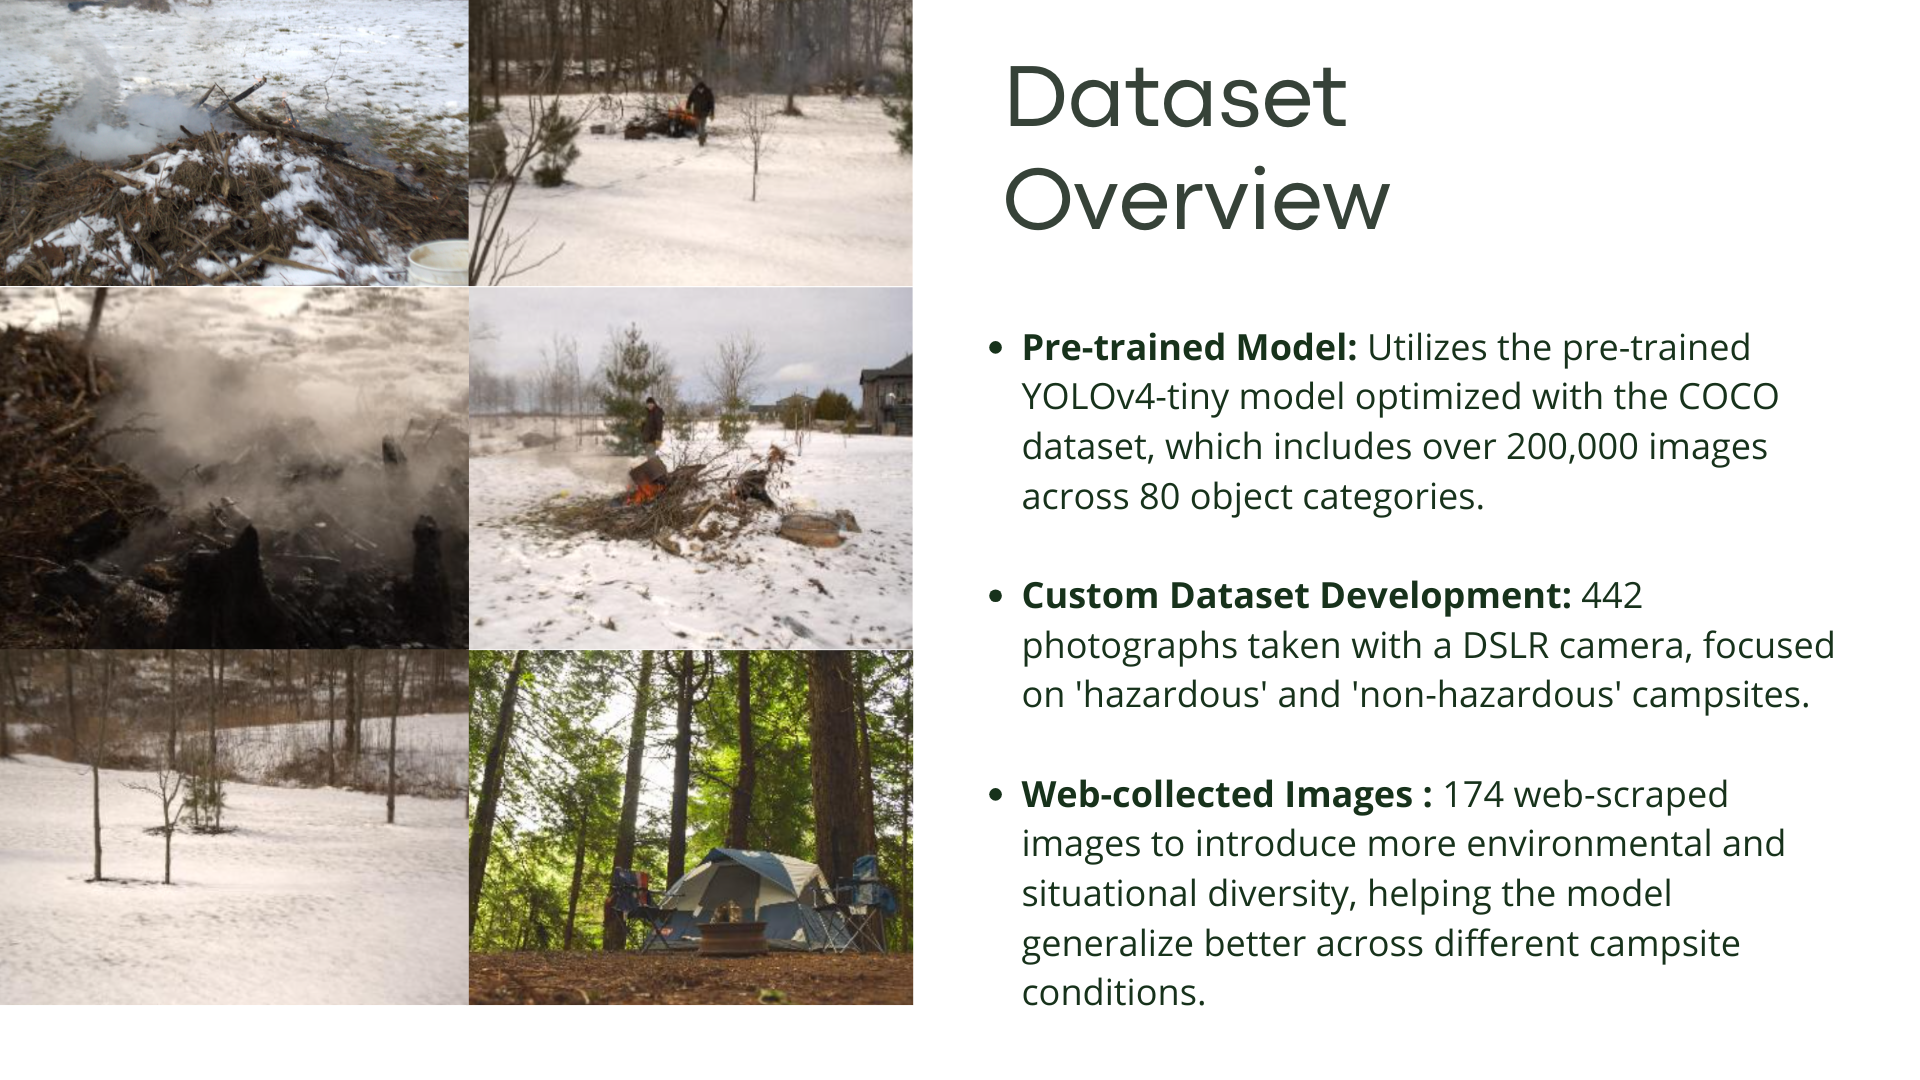 Dataset
Overview
• Pre-trained Model: Utilizes the pre-trained
YOLOv4-tiny model optimized with the COCO
dataset, which includes over 200,000 images
across 80 object categories.
• Custom Dataset Development: 442
photographs taken with a DSLR camera, focused
on 'hazardous' and 'non-hazardous' campsites.
• Web-collected Images : 174 web-scraped
images to introduce more environmental and
situational diversity, helping the model
generalize better across different campsite
conditions.